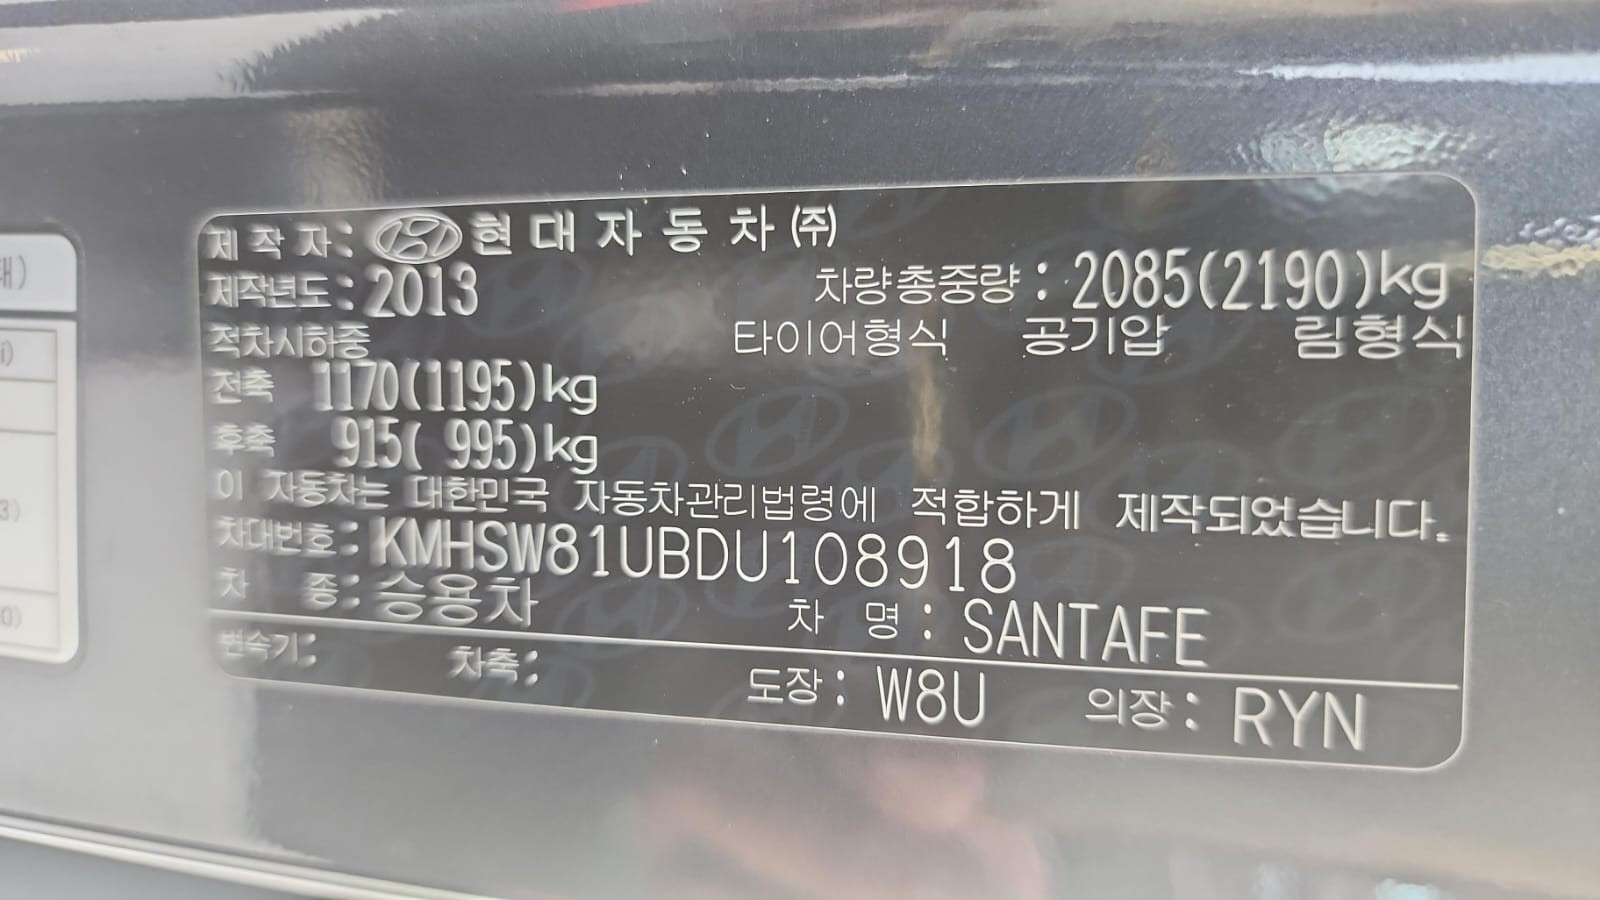 제작자: 현대자동차(주)
제작년도: 2013 차량총중량: 2085(2190)kg
적차시하중 타이어형식 공기압 림형식
전축 1170(1195)kg
후축 915( 995)kg
이 자동차는 대한민국 자동차관리법령에 적합하게 제작되었습니다.
차대번호: KMHSW81UBDU108918
차 종: 승용차 차 명: SANTAFE
변속기: 차축: 도장: W8U 의장: RYN